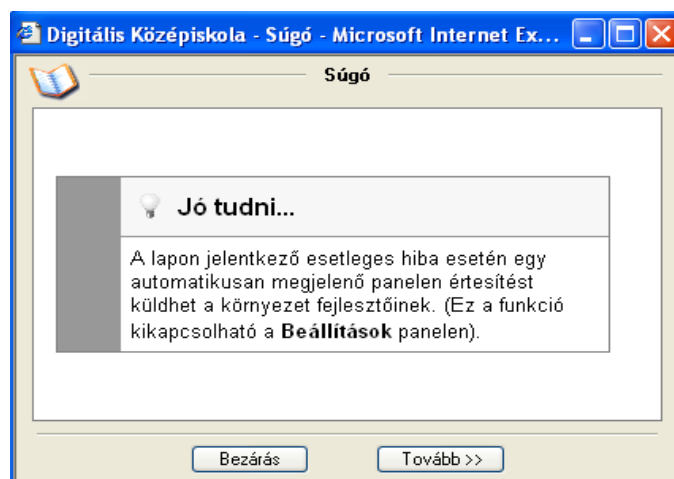 Digitális Középiskola - Súgó - Microsoft Internet Ex...
Súgó
Jó tudni...
A lapon jelentkező esetleges hiba esetén egy
automatikusan megjelenő panelen értesítést
küldhet a környezet fejlesztőinek. (Ez a funkció
kikapcsolható a Beállítások panelen).
Bezárás
Tovább >>